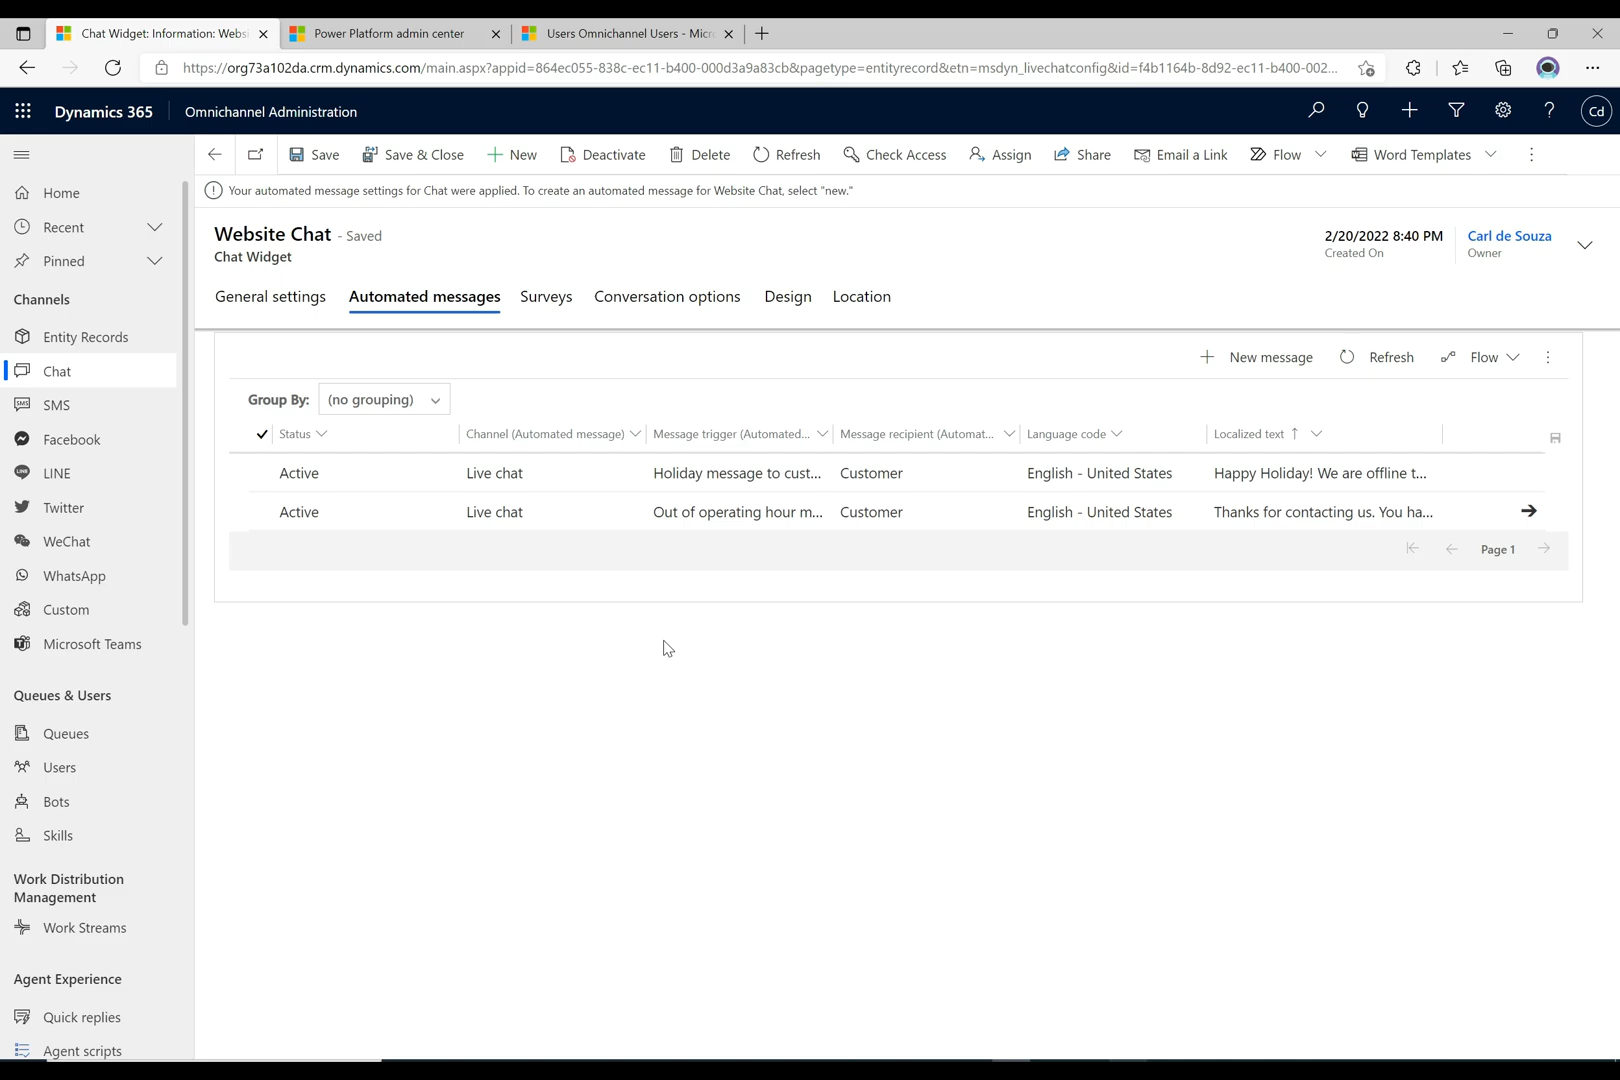 Chat Widget: Information: Websi
Power Platform admin center
Users Omnichannel Users - Micr
https://org73a102da.crm.dynamics.com/main.aspx?appid=864ec055-838c-ec11-b400-000d3a9a83cb&pagetype=entityrecord&etn=msdyn_livechatconfig&id=f4b1164b-8d92-ec11-b400-002...
Dynamics 365
Omnichannel Administration
Cd
Save
Save & Close
New
Deactivate
Delete
Refresh
Check Access
Assign
Share
Email a Link
Flow
Word Templates
Your automated message settings for Chat were applied. To create an automated message for Website Chat, select "new."
Home
Recent
Pinned
Channels
Entity Records
Chat
SMS
SMS
Facebook
LINE
LINE
Twitter
WeChat
WhatsApp
Custom
Microsoft Teams
Queues & Users
Queues
Users
Bots
Skills
Work Distribution
Management
Work Streams
Agent Experience
Quick replies
Agent scripts
Website Chat - Saved
Chat Widget
2/20/2022 8:40 PM
Created On
Carl de Souza
Owner
General settings
Automated messages
Surveys
Conversation options
Design
Location
New message
Refresh
Flow
Group By: (no grouping)
Status
Channel (Automated message)
Message trigger (Automated...
Message recipient (Automat...
Language code
Localized text
Active Live chat Holiday message to cust... Customer English - United States Happy Holiday! We are offline t...
Active Live chat Out of operating hour m... Customer English - United States Thanks for contacting us. You ha...
Page 1